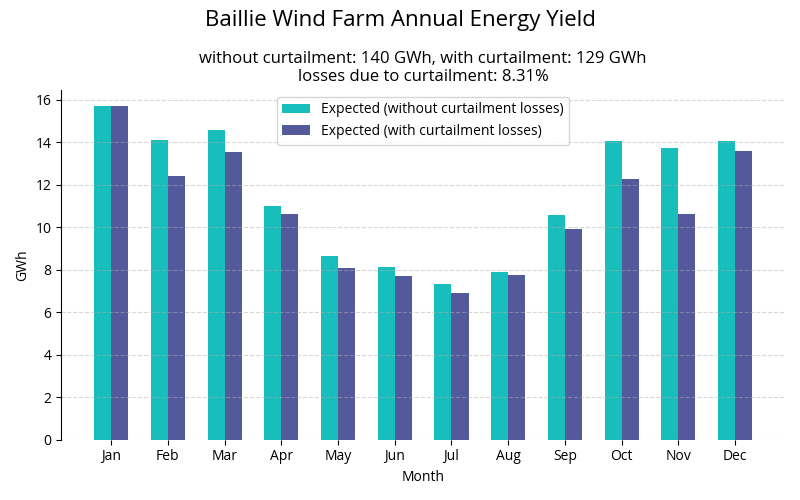 Baillie Wind Farm Annual Energy Yield
without curtailment: 140 GWh, with curtailment: 129 GWh
losses due to curtailment: 8.31%
Expected (without curtailment losses)
Expected (with curtailment losses)
GWh
16
14
12
10
8
6
4
2
0
Jan Feb Mar Apr May Jun Jul Aug Sep Oct Nov Dec
Month